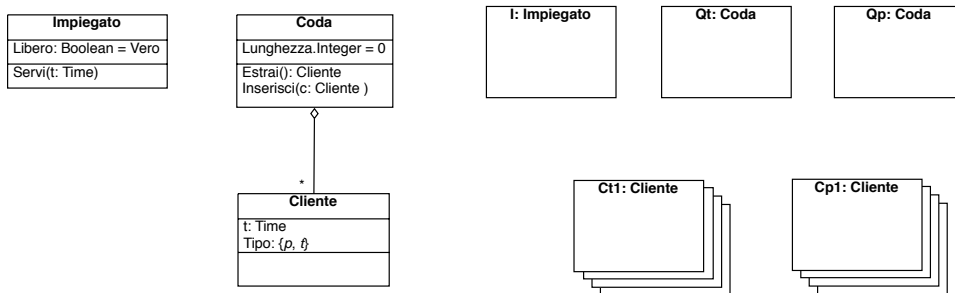 Impiegato
Libero: Boolean = Vero
Servi(t: Time)
Coda
Lunghezza.Integer = 0
Estrai(): Cliente
Inserisci(c: Cliente )
*
Cliente
t: Time
Tipo: {p, t}
I: Impiegato
Qt: Coda
Qp: Coda
Ct1: Cliente
Cp1: Cliente